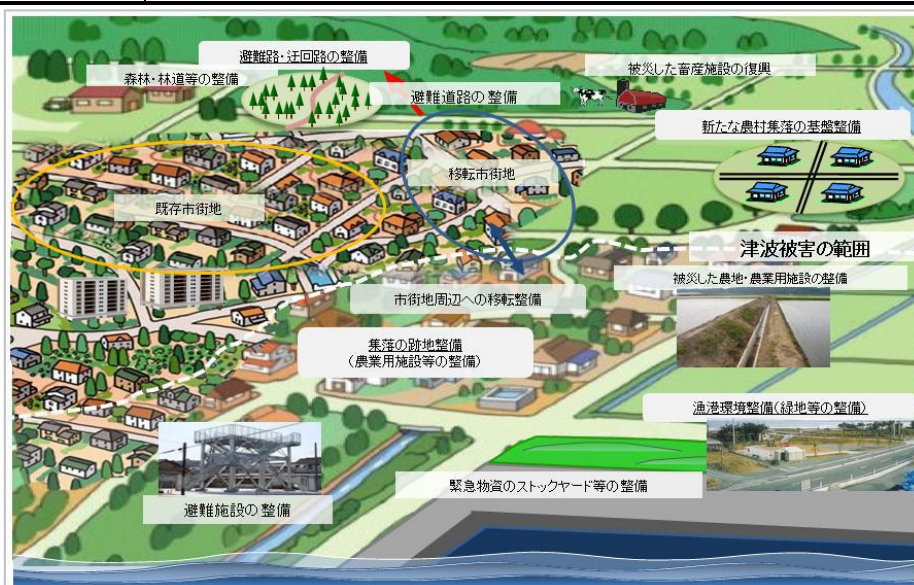 避難路・迂回路の整備
森林・林道等の整備
避難道路の整備
被災した畜産施設の復興
新たな農村集落の基盤整備
移転市街地
既存市街地
津波被害の範囲
被災した農地・農業用施設の整備
市街地周辺への移転整備
集落の跡地整備
(農業用施設等の整備)
漁港環境整備(緑地等の整備)
緊急物資のストックヤード等の整備
避難施設の整備